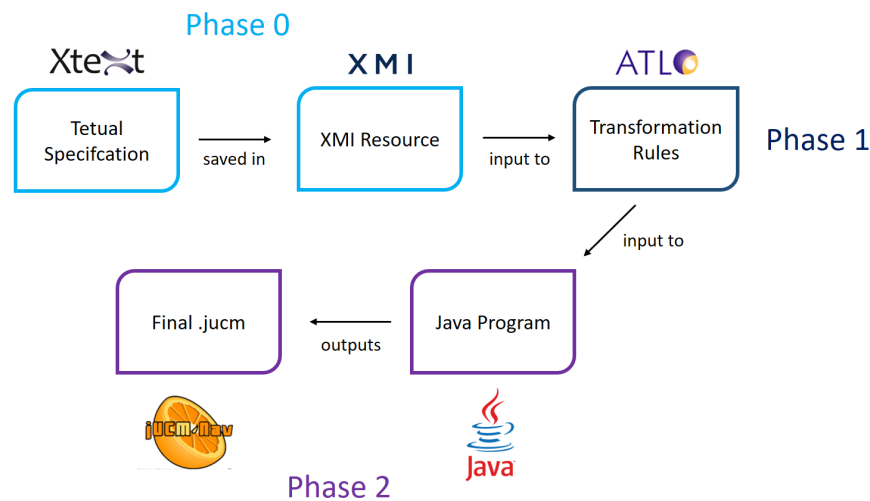 Phase 0
Xtext
XMI
ATL
Tetual
Specifcation
saved in
XMI Resource
input to
Transformation
Rules
Phase 1
input to
Final .jucm
outputs
Java Program
jUCMNav
Java
Phase 2